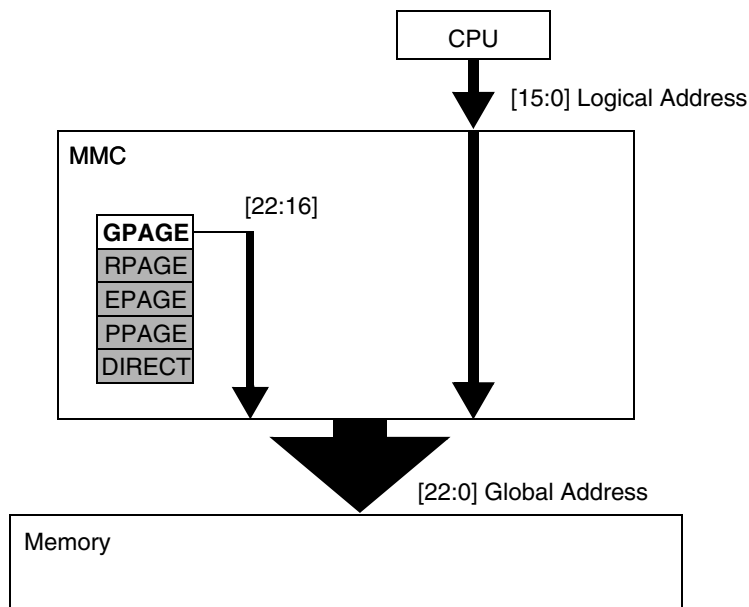 CPU
[15:0] Logical Address
MMC
[22:16]
GPAGE
RPAGE
EPAGE
PPAGE
DIRECT
[22:0] Global Address
Memory